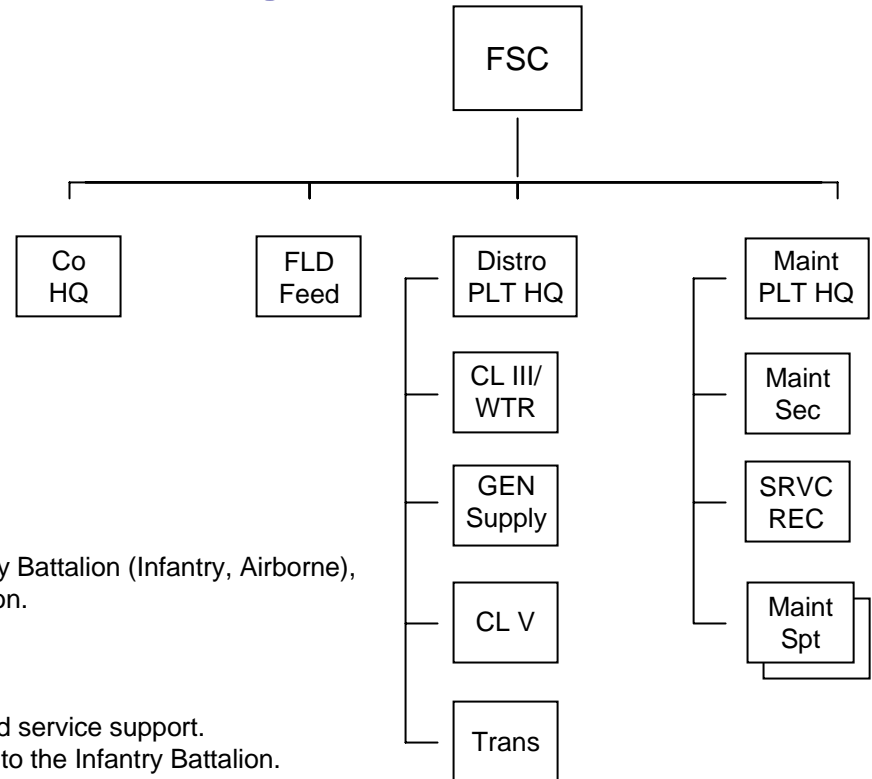 FSC
Co
HQ
FLD
Feed
Distro
PLT HQ
Maint
PLT HQ
CL III/
WTR
Maint
Sec
GEN
Supply
SRVC
REC
y Battalion (Infantry, Airborne),
on.
CL V
Maint
Spt
d service support.
to the Infantry Battalion.
Trans